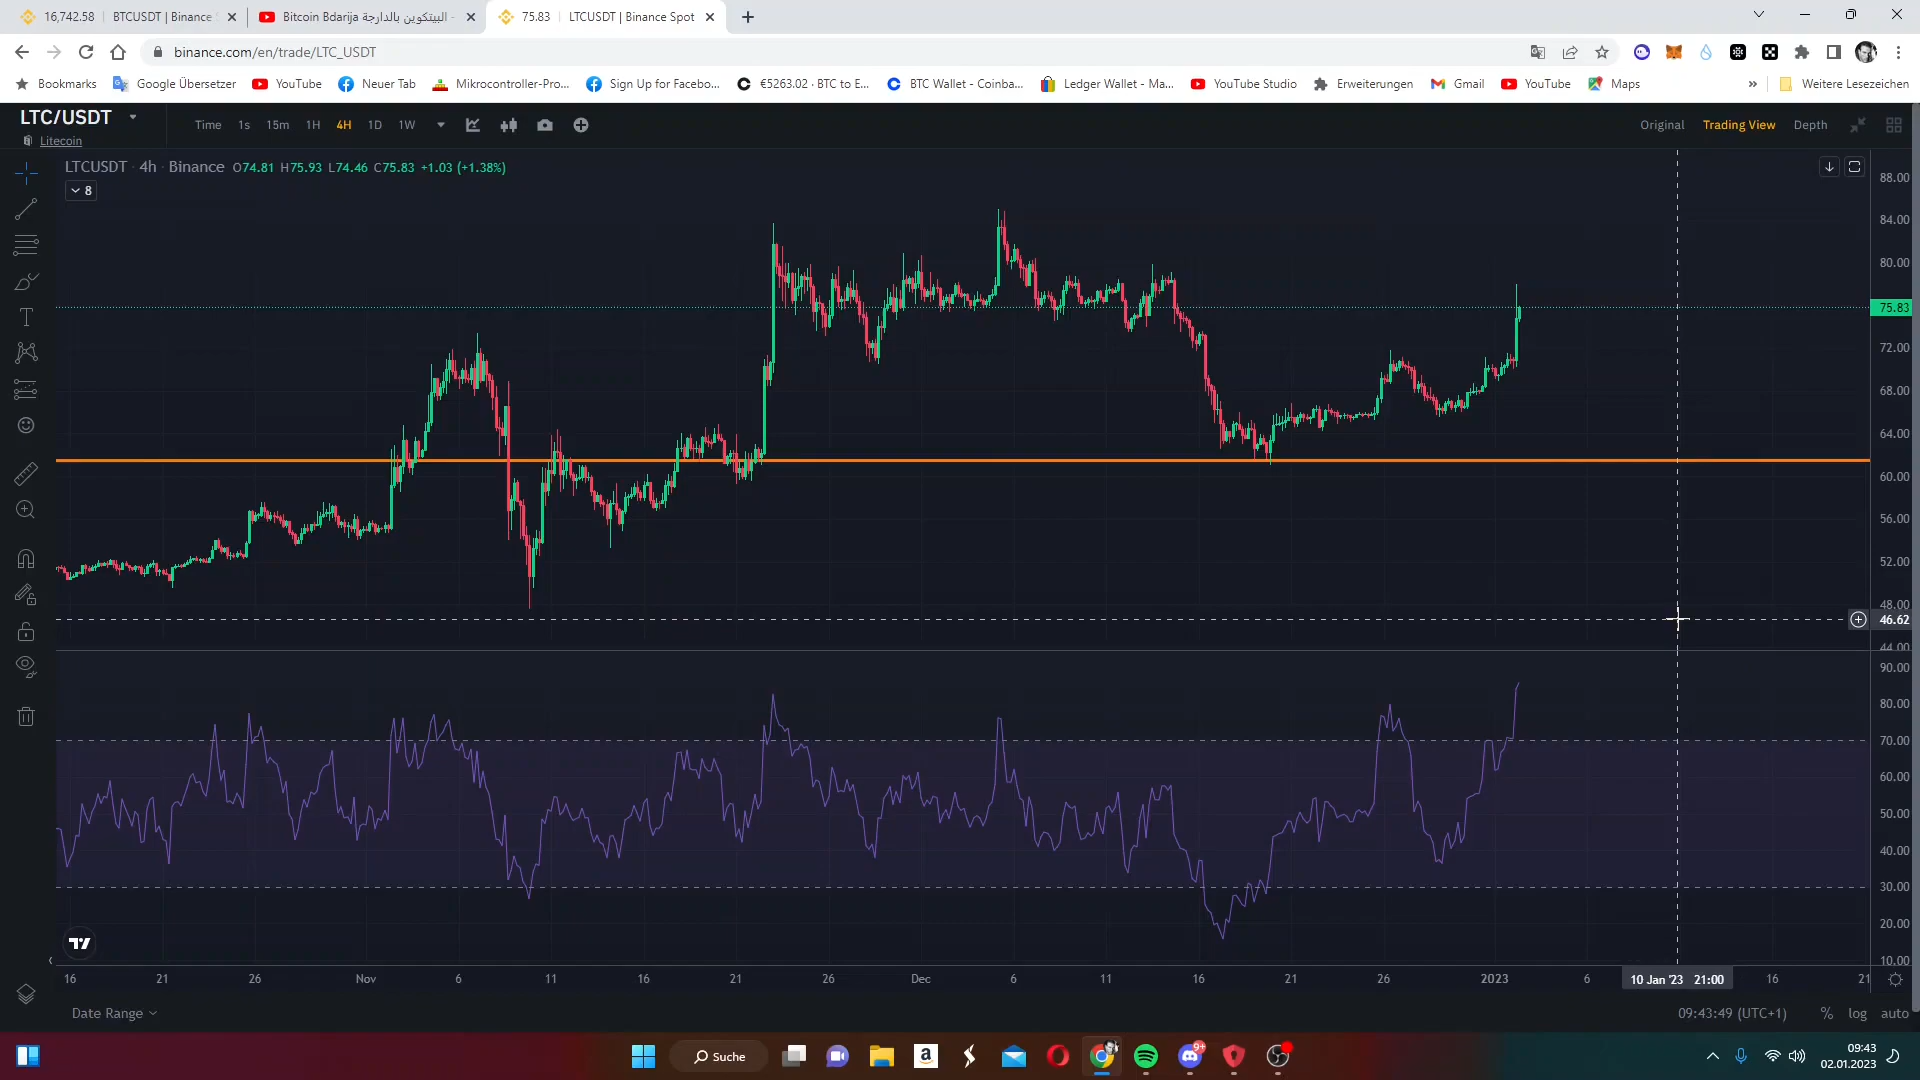 16,742.58 BTCUSDT | Binance
Bitcoin Bdarija البيتكوين بالدارجة -
75.83 LTCUSDT | Binance Spot
binance.com/en/trade/LTC_USDT
Bookmarks Google Übersetzer YouTube Neuer Tab Mikrocontroller-Pro... Sign Up for Facebo... €5263.02 · BTC to E... BTC Wallet - Coinba... Ledger Wallet - Ma... YouTube Studio Erweiterungen Gmail YouTube Maps » Weitere Lesezeichen
LTC/USDT
Litecoin
Time 1s 15m 1H 4H 1D 1W
Original Trading View Depth
LTCUSDT · 4h · Binance O74.81 H75.93 L74.46 C75.83 +1.03 (+1.38%)
8
88.00
84.00
80.00
75.83
72.00
68.00
64.00
60.00
56.00
52.00
48.00
46.62
44.00
90.00
80.00
70.00
60.00
50.00
40.00
30.00
20.00
10.00
16 21 26 Nov 6 11 16 21 26 Dec 6 11 16 21 26 2023 6 10 Jan '23 21:00 16 21
Date Range
09:43:49 (UTC+1) % log auto
Suche
9+
09:43
02.01.2023